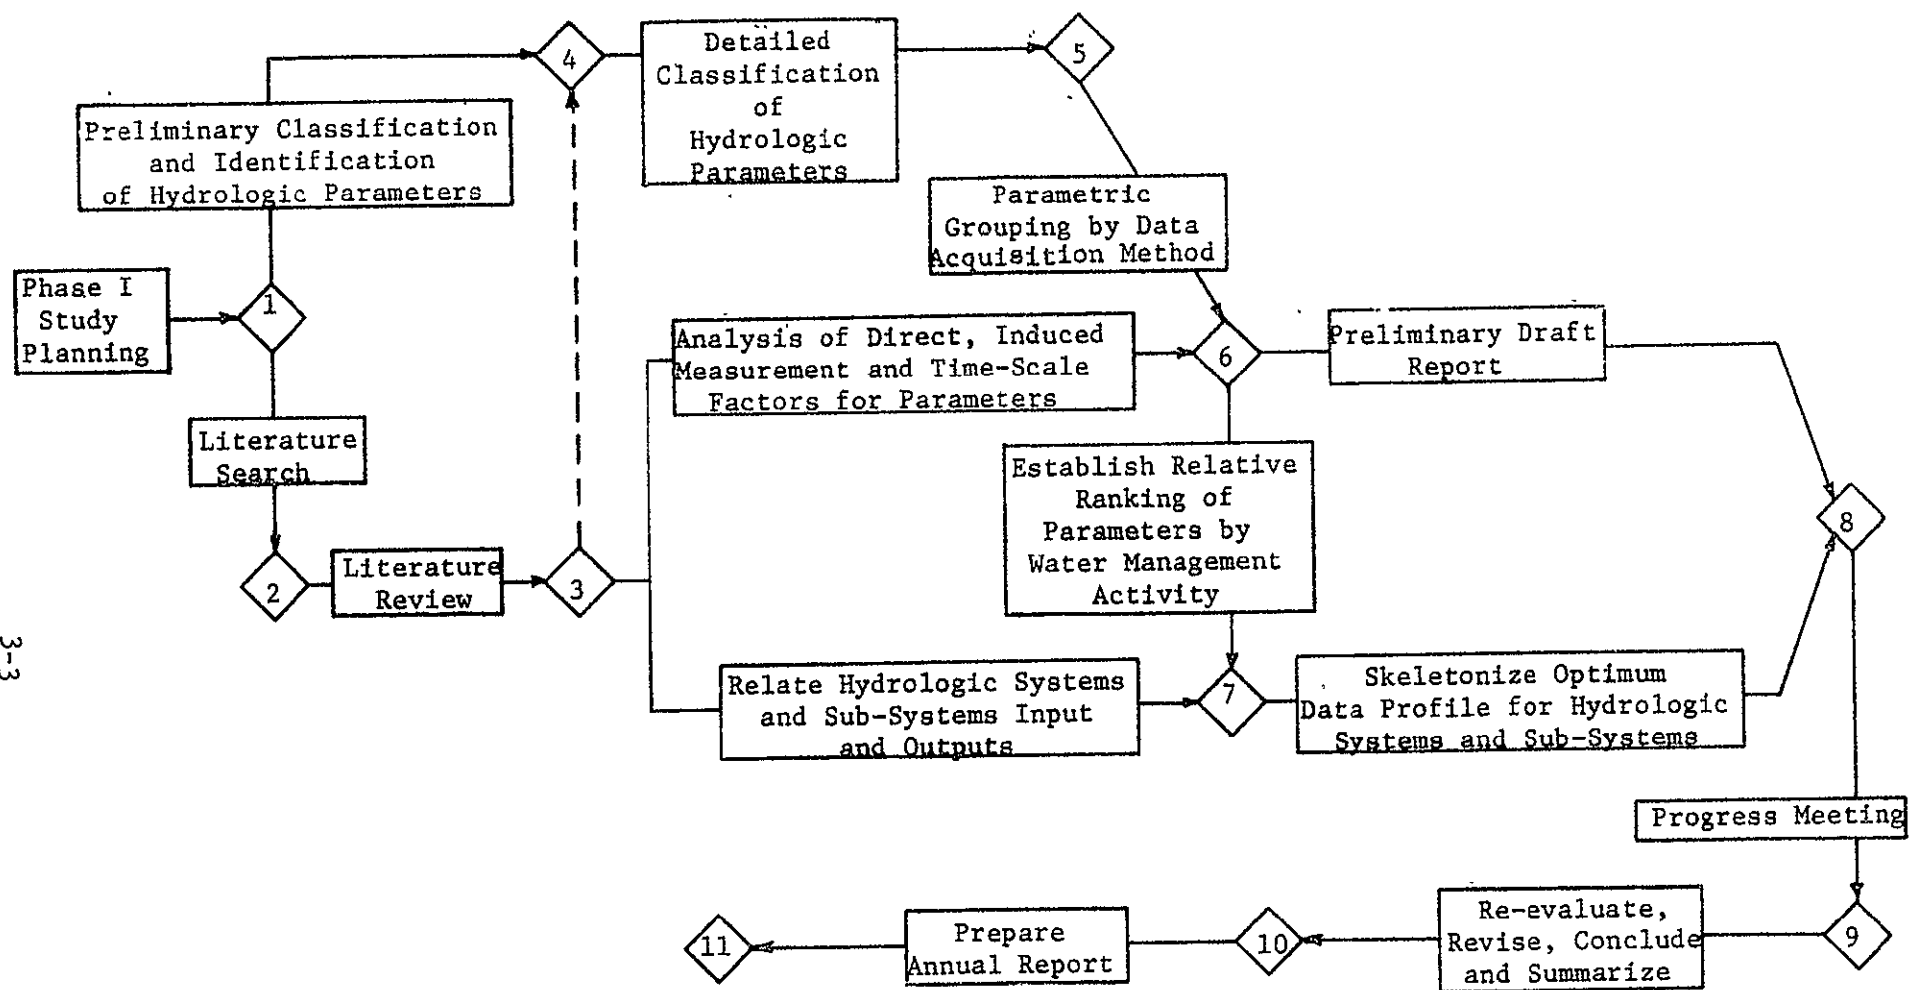 4
Detailed
Classification
of
Hydrologic
Parameters
5
Preliminary Classification
and Identification
of Hydrologic Parameters
Parametric
Grouping by Data
Acquisition Method
Phase I
Study
Planning
1
Analysis of Direct, Induced
Measurement and Time-Scale
Factors for Parameters
6
Preliminary Draft
Report
Literature
Search
Establish Relative
Ranking of
Parameters by
Water Management
Activity
8
2
Literature
Review
3
Relate Hydrologic Systems
and Sub-Systems Input
and Outputs
7
Skeletonize Optimum
Data Profile for Hydrologic
Systems and Sub-Systems
Progress Meeting
9
Re-evaluate,
Revise, Conclude
and Summarize
10
Prepare
Annual Report
11
3-3